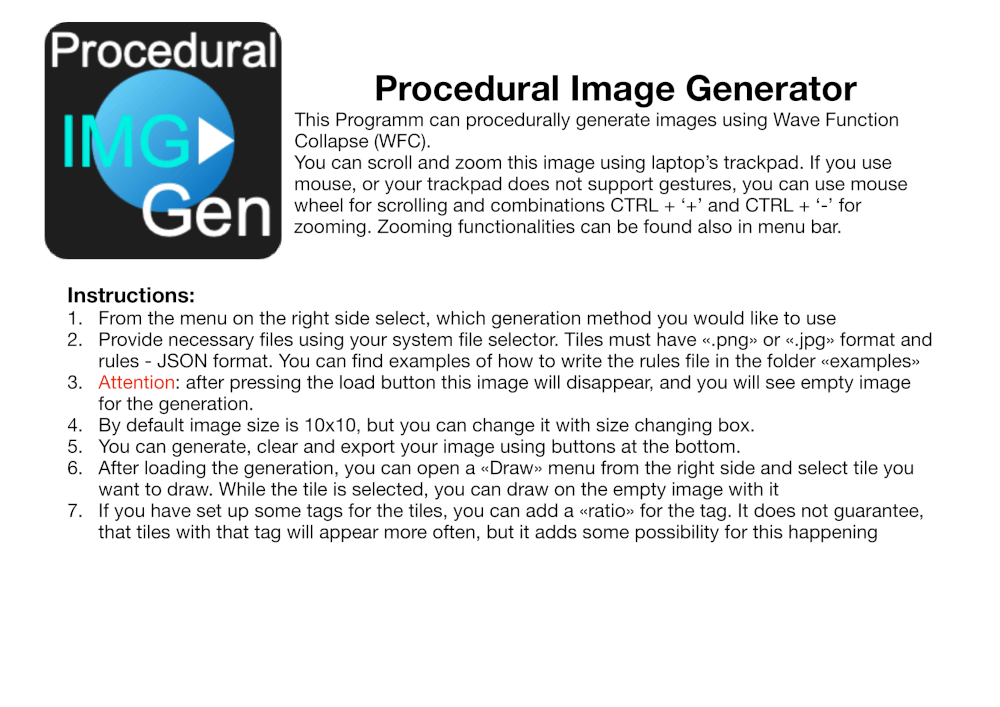 Procedural
IMG
Gen
Procedural Image Generator
This Programm can procedurally generate images using Wave Function
Collapse (WFC).
You can scroll and zoom this image using laptop’s trackpad. If you use
mouse, or your trackpad does not support gestures, you can use mouse
wheel for scrolling and combinations CTRL + ‘+’ and CTRL + ‘-’ for
zooming. Zooming functionalities can be found also in menu bar.
Instructions:
1. From the menu on the right side select, which generation method you would like to use
2. Provide necessary files using your system file selector. Tiles must have «.png» or «.jpg» format and
rules - JSON format. You can find examples of how to write the rules file in the folder «examples»
3. Attention: after pressing the load button this image will disappear, and you will see empty image
for the generation.
4. By default image size is 10x10, but you can change it with size changing box.
5. You can generate, clear and export your image using buttons at the bottom.
6. After loading the generation, you can open a «Draw» menu from the right side and select tile you
want to draw. While the tile is selected, you can draw on the empty image with it
7. If you have set up some tags for the tiles, you can add a «ratio» for the tag. It does not guarantee,
that tiles with that tag will appear more often, but it adds some possibility for this happening